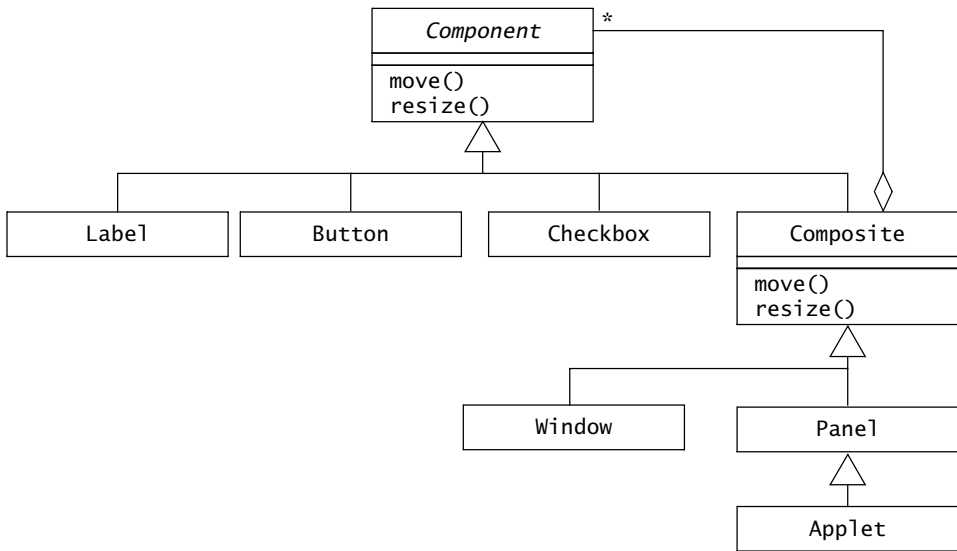 Component
*
move()
resize()
Label
Button
Checkbox
Composite
move()
resize()
Window
Panel
Applet